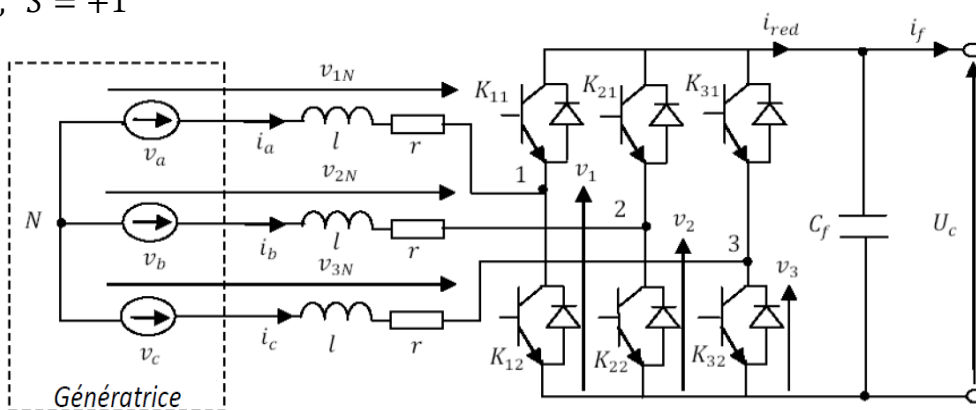 , S = ∓1
i_red
i_f
v_1N
K_11
K_21
K_31
v_a
i_a
l
r
v_2N
1
v_1
N
2
v_b
i_b
l
r
v_2
C_f
U_c
v_3N
3
v_3
v_c
i_c
l
r
K_12
K_22
K_32
Génératrice